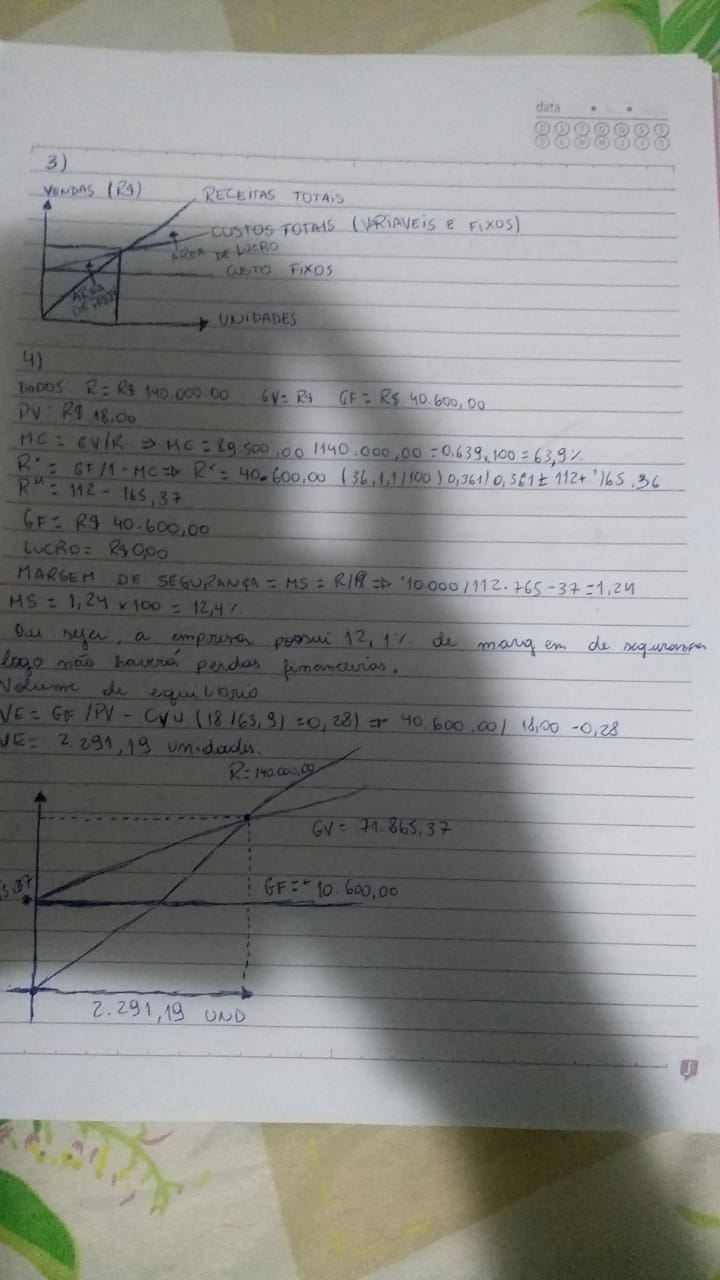 data
3)
VENDAS (R$)
RECEITAS TOTAIS
CUSTOS TOTAIS (VARIAVEIS E FIXOS)
AREA DE LUCRO
CUSTO FIXOS
AREA DE
UNIDADES
4)
DADOS: R = R$ 140.000.00 GV = R$ GF = R$ 40.600,00
PV: R$ 18,00
MC = GV/R ⇒ MC = 89.500,00 / 140.000,00 = 0,639 x 100 = 63,9%
R' = GF/1-MC ⇒ R' = 40.600,00 (36,1,1/100) 0,361) 0,361 ± 112+'165.36
R" = 112 - 165,37
GF = R$ 40.600,00
LUCRO = R$ 0,00
MARGEM DE SEGURANÇA = MS = R/R ⇒ '10.000/112.765-37 = 1,24
MS = 1,24 x 100 = 12,4%
Ou seja, a empresa possui 12,1% de margem de segurança
logo não haverá perdas financeiras.
Volume de equilibrio
VE = GF/PV - CVU (18/63,9) = 0,28) → 40.600,00/ 18,00 - 0,28
VE = 2.291,19 unidades.
R = 140.000,00
GV = 71.865,37
5,37
GF = - 10.600,00
2.291,19 UND